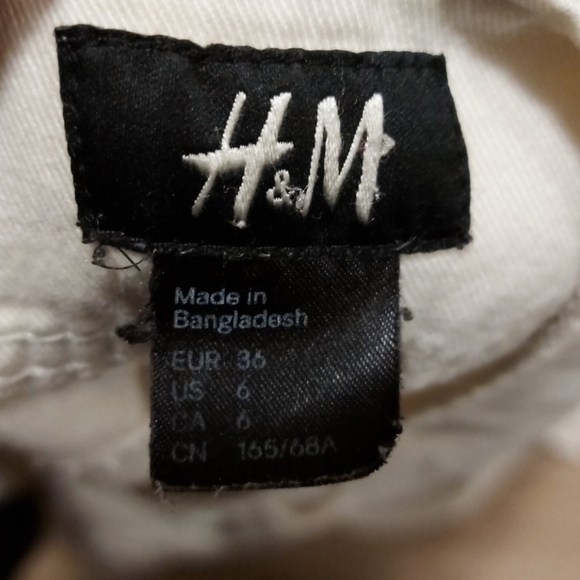 H&M
Made in
Bangladesh
EUR 36
US 6
CA 6
CN 165/68A